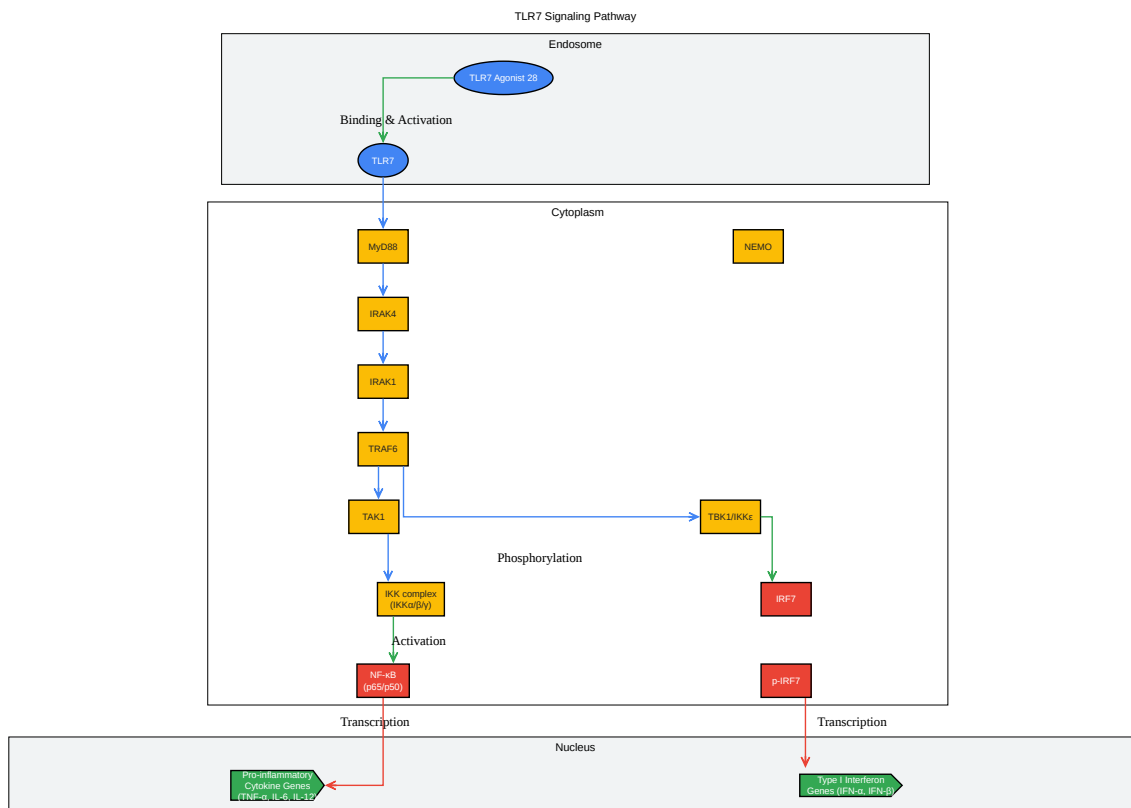 TLR7 Signaling Pathway
Endosome
TLR7 Agonist 28
Binding & Activation
TLR7
Cytoplasm
MyD88
NEMO
IRAK4
IRAK1
TRAF6
TAK1
TBK1/IKKε
Phosphorylation
IKK complex
(IKKα/β/γ)
IRF7
Activation
NF-κB
(p65/p50)
p-IRF7
Transcription
Transcription
Nucleus
Pro-inflammatory
Cytokine Genes
(TNF-α, IL-6, IL-12)
Type I Interferon
Genes (IFN-α, IFN-β)